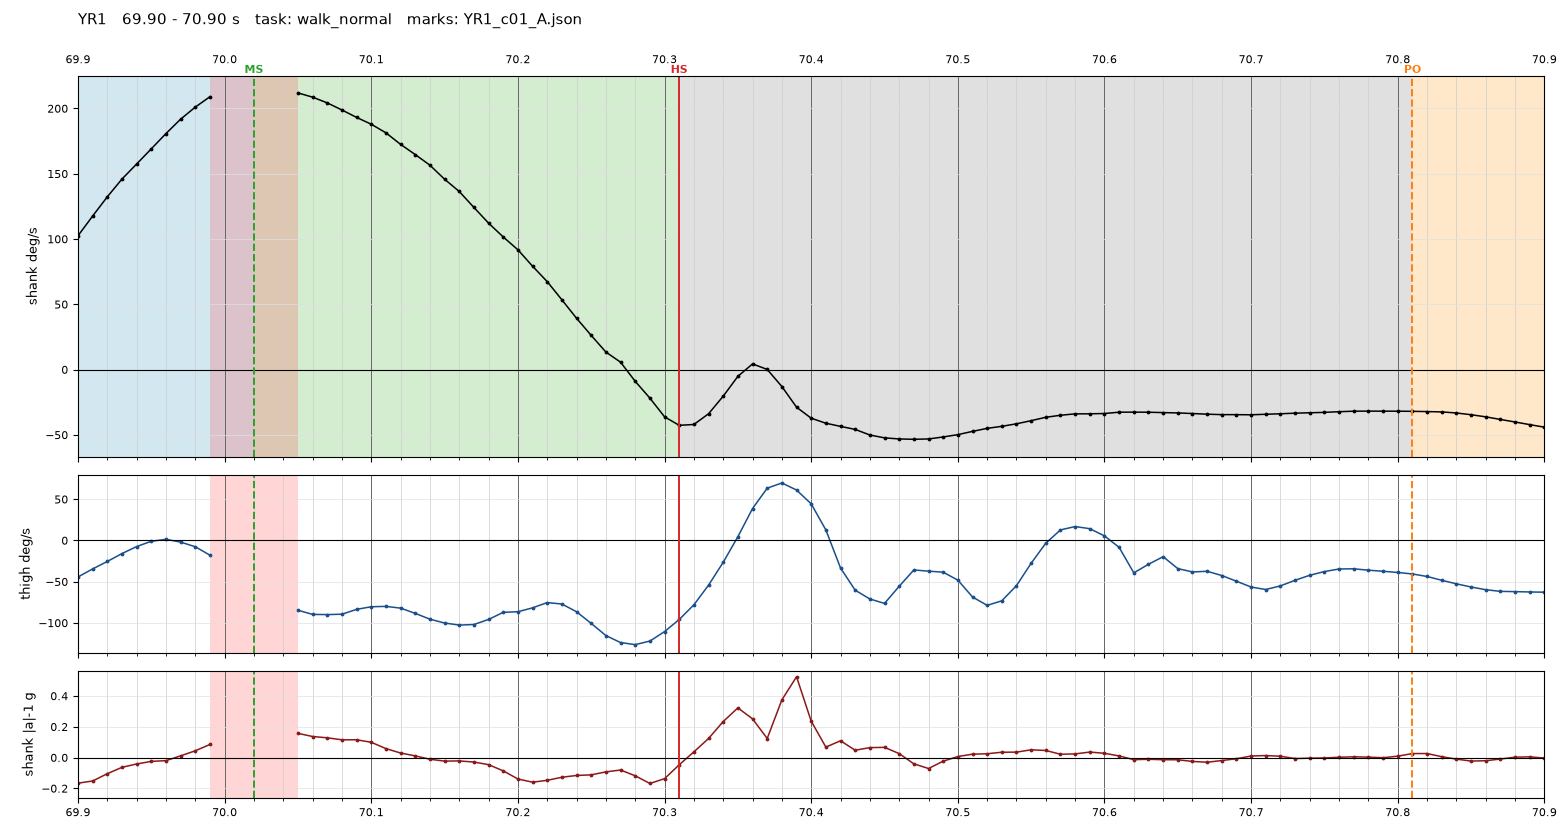 YR1   69.90 - 70.90 s   task: walk_normal   marks: YR1_c01_A.json
69.9 70.0 70.1 70.2 70.3 70.4 70.5 70.6 70.7 70.8 70.9
MS HS PO
shank deg/s
200
150
100
50
0
−50
thigh deg/s
50
0
−50
−100
shank |a|-1 g
0.4
0.2
0.0
−0.2
69.9 70.0 70.1 70.2 70.3 70.4 70.5 70.6 70.7 70.8 70.9